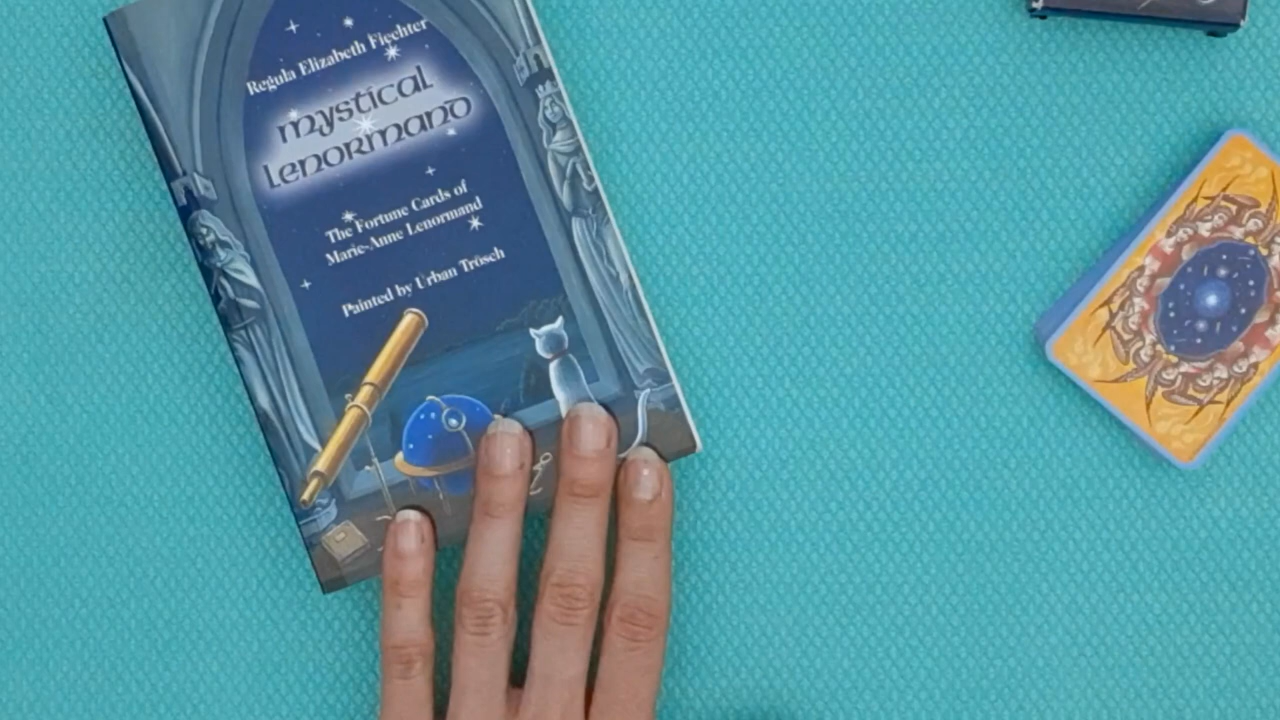 Regula Elizabeth Fiechter
mystical
lenormand
The Fortune Cards of
Marie-Anne Lenormand
Painted by Urban Trösch